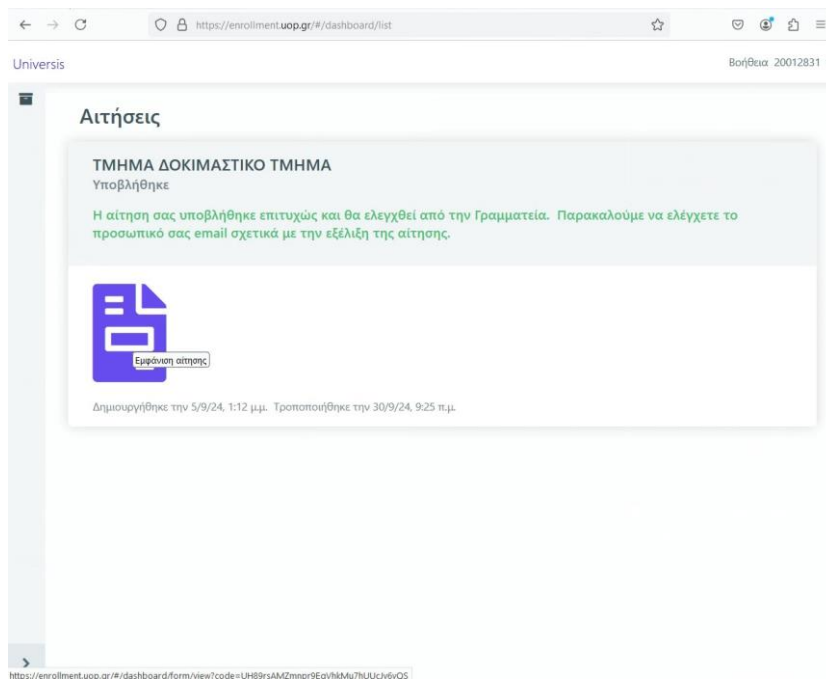 https://enrollment.uop.gr/#/dashboard/list
Universis
Βοήθεια 20012831
Αιτήσεις
ΤΜΗΜΑ ΔΟΚΙΜΑΣΤΙΚΟ ΤΜΗΜΑ
Υποβλήθηκε
Η αίτηση σας υποβλήθηκε επιτυχώς και θα ελεγχθεί από την Γραμματεία. Παρακαλούμε να ελέγχετε το
προσωπικό σας email σχετικά με την εξέλιξη της αίτησης.
Εμφάνιση αίτησης
Δημιουργήθηκε την 5/9/24, 1:12 μ.μ. Τροποποιήθηκε την 30/9/24, 9:25 π.μ.